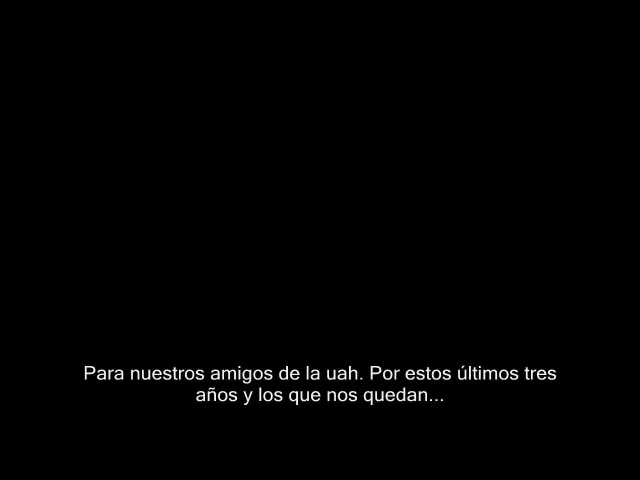 Para nuestros amigos de la uah. Por estos últimos tres
años y los que nos quedan...